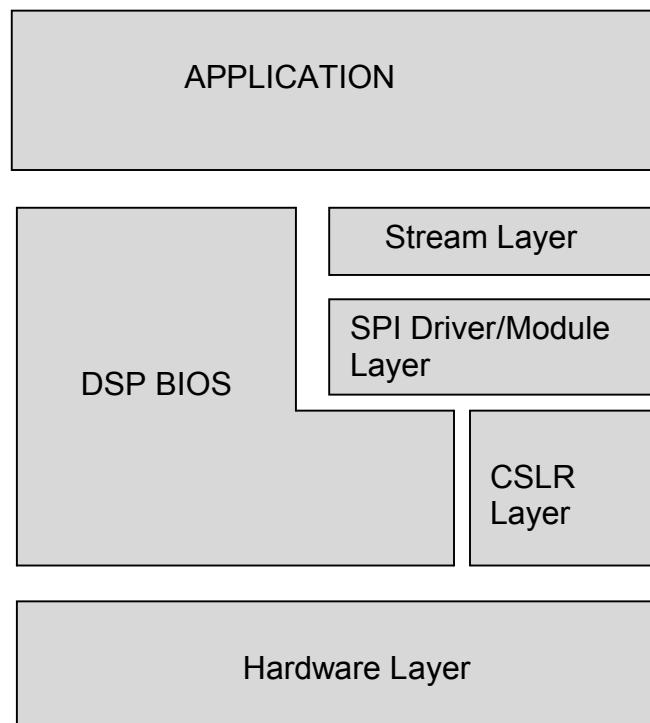 APPLICATION
Stream Layer
SPI Driver/Module
Layer
DSP BIOS
CSLR
Layer
Hardware Layer